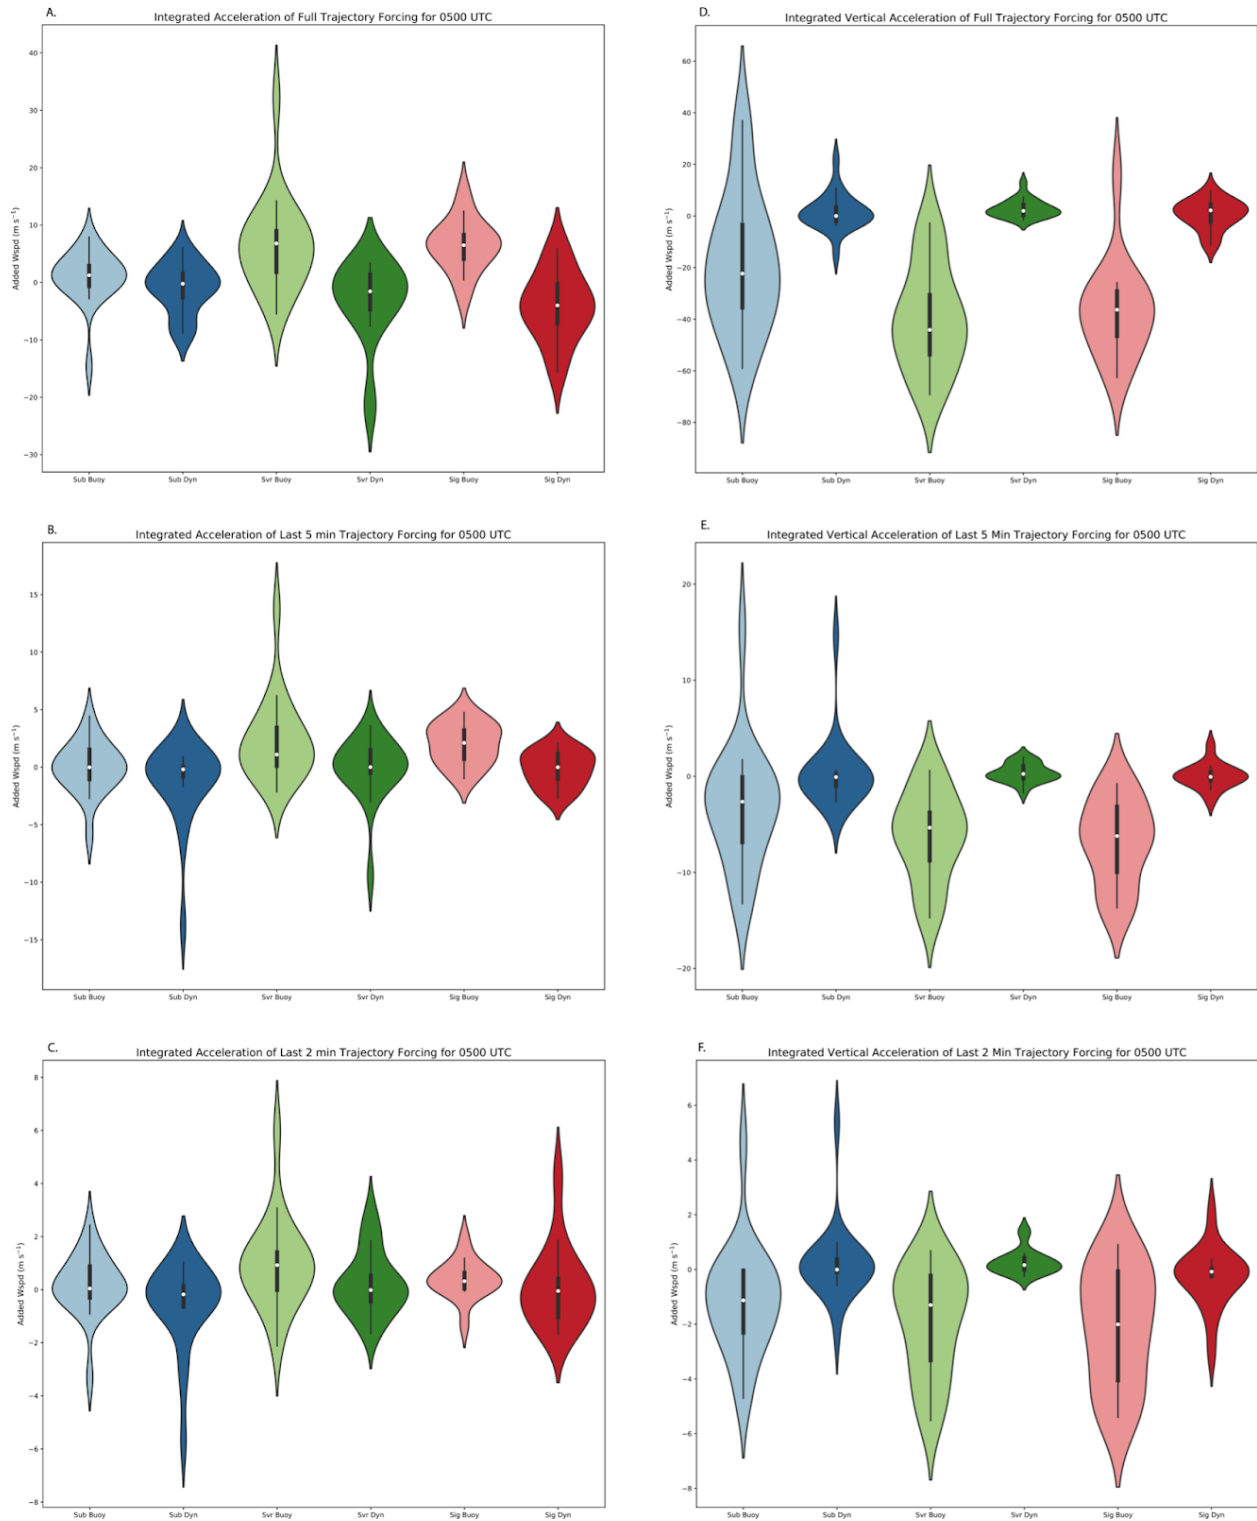 A.
Integrated Acceleration of Full Trajectory Forcing for 0500 UTC
Added Wspd (m s⁻¹)
40
30
20
10
0
−10
−20
−30
Sub Buoy Sub Dyn Svr Buoy Svr Dyn Sig Buoy Sig Dyn
D.
Integrated Vertical Acceleration of Full Trajectory Forcing for 0500 UTC
Added Wspd (m s⁻¹)
60
40
20
0
−20
−40
−60
−80
Sub Buoy Sub Dyn Svr Buoy Svr Dyn Sig Buoy Sig Dyn
B.
Integrated Acceleration of Last 5 min Trajectory Forcing for 0500 UTC
Added Wspd (m s⁻¹)
15
10
5
0
−5
−10
−15
Sub Buoy Sub Dyn Svr Buoy Svr Dyn Sig Buoy Sig Dyn
E.
Integrated Vertical Acceleration of Last 5 Min Trajectory Forcing for 0500 UTC
Added Wspd (m s⁻¹)
20
10
0
−10
−20
Sub Buoy Sub Dyn Svr Buoy Svr Dyn Sig Buoy Sig Dyn
C.
Integrated Acceleration of Last 2 min Trajectory Forcing for 0500 UTC
Added Wspd (m s⁻¹)
8
6
4
2
0
−2
−4
−6
−8
Sub Buoy Sub Dyn Svr Buoy Svr Dyn Sig Buoy Sig Dyn
F.
Integrated Vertical Acceleration of Last 2 Min Trajectory Forcing for 0500 UTC
Added Wspd (m s⁻¹)
6
4
2
0
−2
−4
−6
−8
Sub Buoy Sub Dyn Svr Buoy Svr Dyn Sig Buoy Sig Dyn